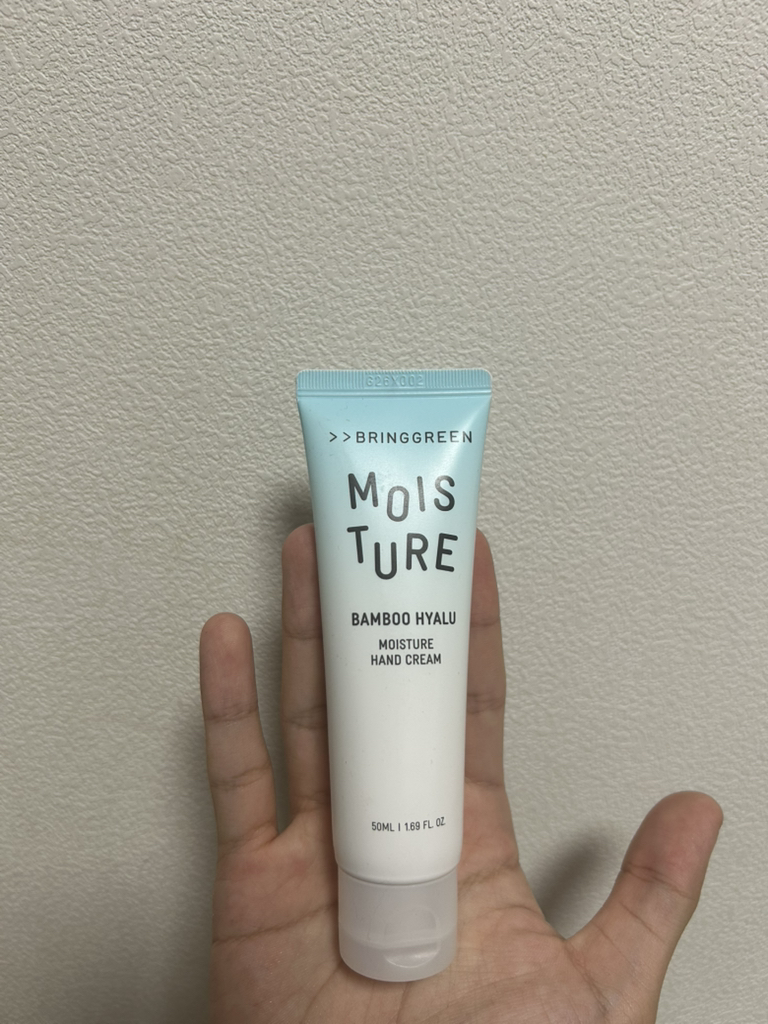 >>BRINGGREEN
MOIS
TURE
BAMBOO HYALU
MOISTURE
HAND CREAM
50ML | 1.69 FL. OZ.